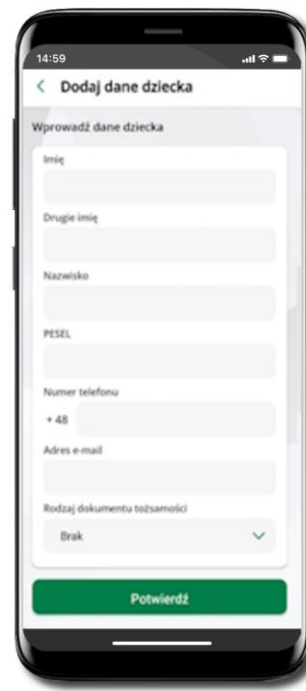 14:59
Dodaj dane dziecka
Wprowadź dane dziecka
Imię
Drugie imię
Nazwisko
PESEL
Numer telefonu
+ 48
Adres e-mail
Rodzaj dokumentu tożsamości
Brak
Potwierdź